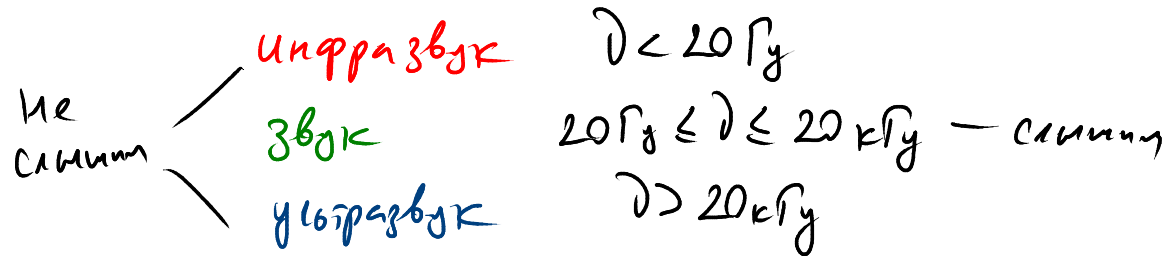 инфразвук ν < 20 Гц
Не слышим
звук 20 Гц ≤ ν ≤ 20 кГц — слышим
ультразвук ν > 20 кГц